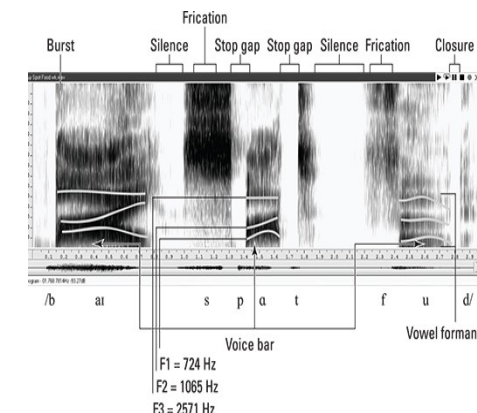 Frication
Burst Silence Stop gap Stop gap Silence Frication Closure
/b aɪ s p ɑ t f u d/
Vowel forman
Voice bar
F1 = 724 Hz
F2 = 1065 Hz
F3 = 2571 Hz